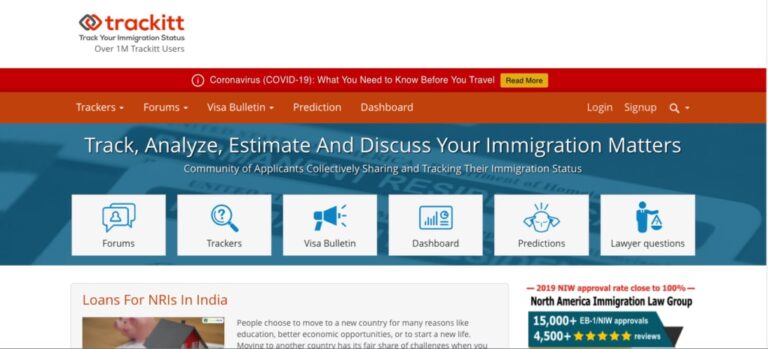 trackitt
Track Your Immigration Status
Over 1M Trackitt Users
Coronavirus (COVID-19): What You Need to Know Before You Travel Read More
Trackers Forums Visa Bulletin Prediction Dashboard Login Signup
Track, Analyze, Estimate And Discuss Your Immigration Matters
Community of Applicants Collectively Sharing and Tracking Their Immigration Status
Forums Trackers Visa Bulletin Dashboard Predictions Lawyer questions
Loans For NRIs In India
People choose to move to a new country for many reasons like
education, better economic opportunities, or to start a new life.
Moving to another country has its fair share of challenges when you
— 2019 NIW approval rate close to 100% —
North America Immigration Law Group
15,000+ EB-1/NIW approvals
4,500+ reviews